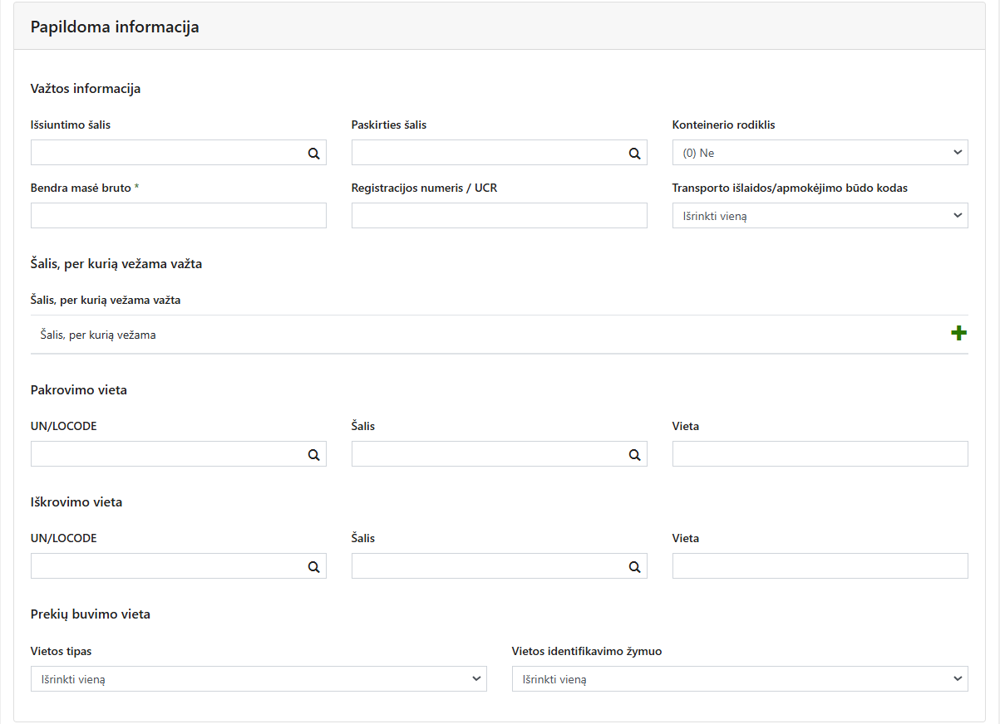 Papildoma informacija
Važtos informacija
Išsiuntimo šalis
Paskirties šalis
Konteinerio rodiklis
(0) Ne
Bendra masė bruto *
Registracijos numeris / UCR
Transporto išlaidos/apmokėjimo būdo kodas
Išrinkti vieną
Šalis, per kurią vežama važta
Šalis, per kurią vežama važta
Šalis, per kurią vežama
Pakrovimo vieta
UN/LOCODE
Šalis
Vieta
Iškrovimo vieta
UN/LOCODE
Šalis
Vieta
Prekių buvimo vieta
Vietos tipas
Vietos identifikavimo žymuo
Išrinkti vieną
Išrinkti vieną